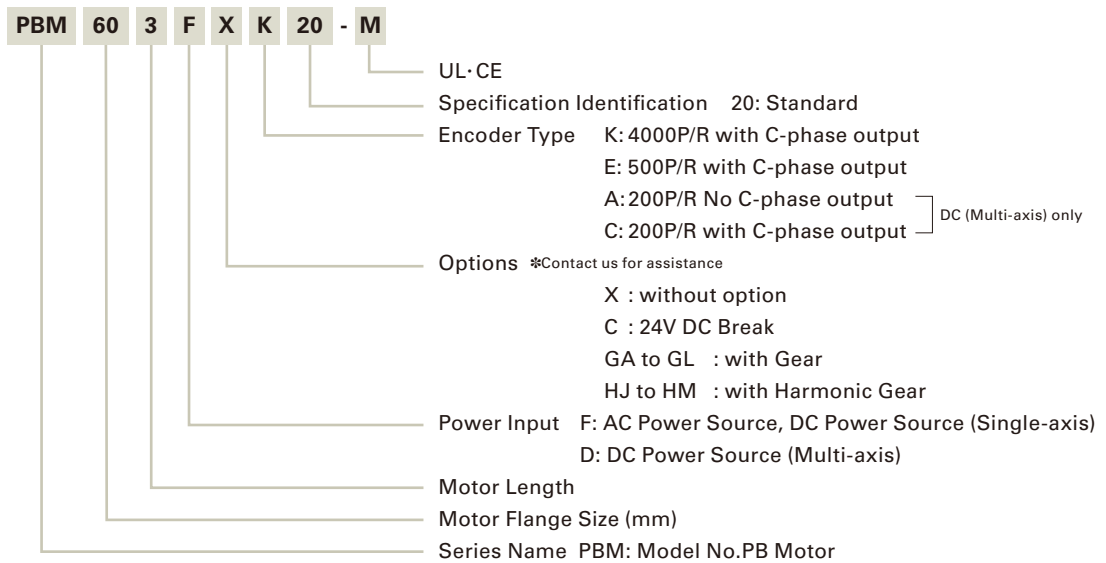 PBM 60 3 F X K 20 - M
UL·CE
Specification Identification 20: Standard
Encoder Type K: 4000P/R with C-phase output
E: 500P/R with C-phase output
A: 200P/R No C-phase output
DC (Multi-axis) only
C: 200P/R with C-phase output
Options ✽Contact us for assistance
X : without option
C : 24V DC Break
GA to GL : with Gear
HJ to HM : with Harmonic Gear
Power Input F: AC Power Source, DC Power Source (Single-axis)
D: DC Power Source (Multi-axis)
Motor Length
Motor Flange Size (mm)
Series Name PBM: Model No.PB Motor